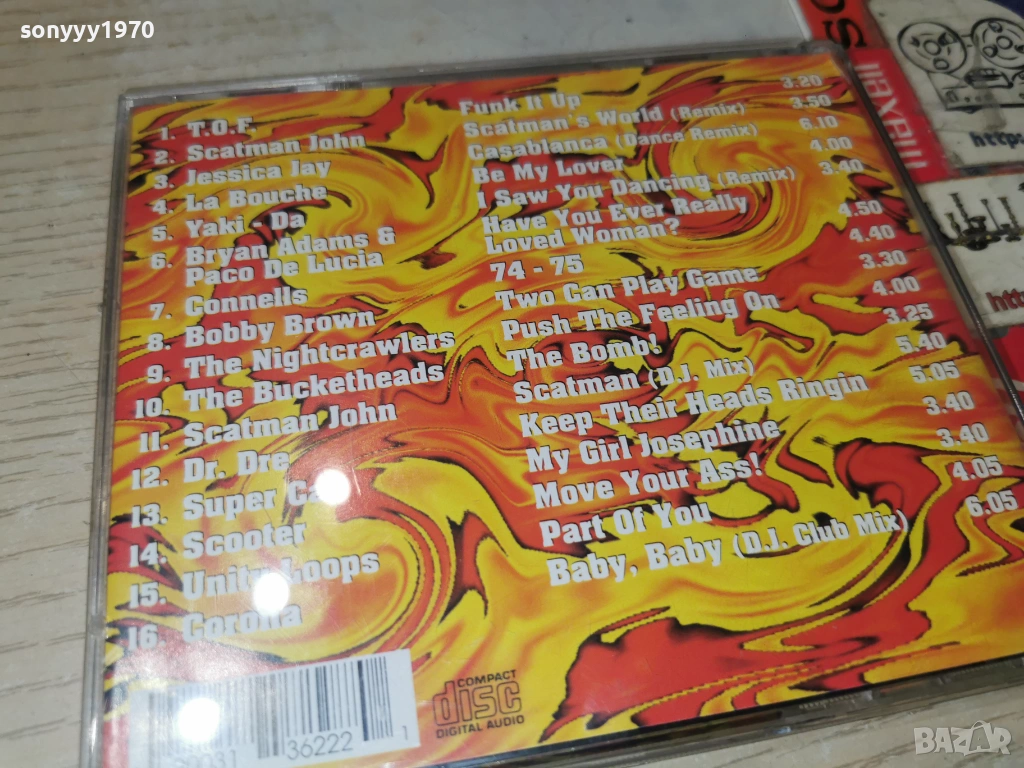 sonyyy1970
1. T.O.F. Funk It Up 3.20
2. Scatman John Scatman's World (Remix) 3.50
3. Jessica Jay Casablanca (Dance Remix) 6.10
4. La Bouche Be My Lover 4.00
5. Yaki Da I Saw You Dancing (Remix) 3.40
6. Bryan Adams & Have You Ever Really
Paco De Lucia Loved Woman? 4.50
7. Connells 74 - 75 4.40
8. Bobby Brown Two Can Play Game 3.30
9. The Nightcrawlers Push The Feeling On 4.00
10. The Bucketheads The Bomb! 3.25
11. Scatman John Scatman (D.J. Mix) 5.40
12. Dr. Dre Keep Their Heads Ringin 5.05
13. Super My Girl Josephine 3.40
14. Scooter Move Your Ass! 3.40
15. Unity Loops Part Of You 4.05
16. Corona Baby, Baby (D.J. Club Mix) 6.05
36222 1
COMPACT
disc
DIGITAL AUDIO
maxell
BAZAR